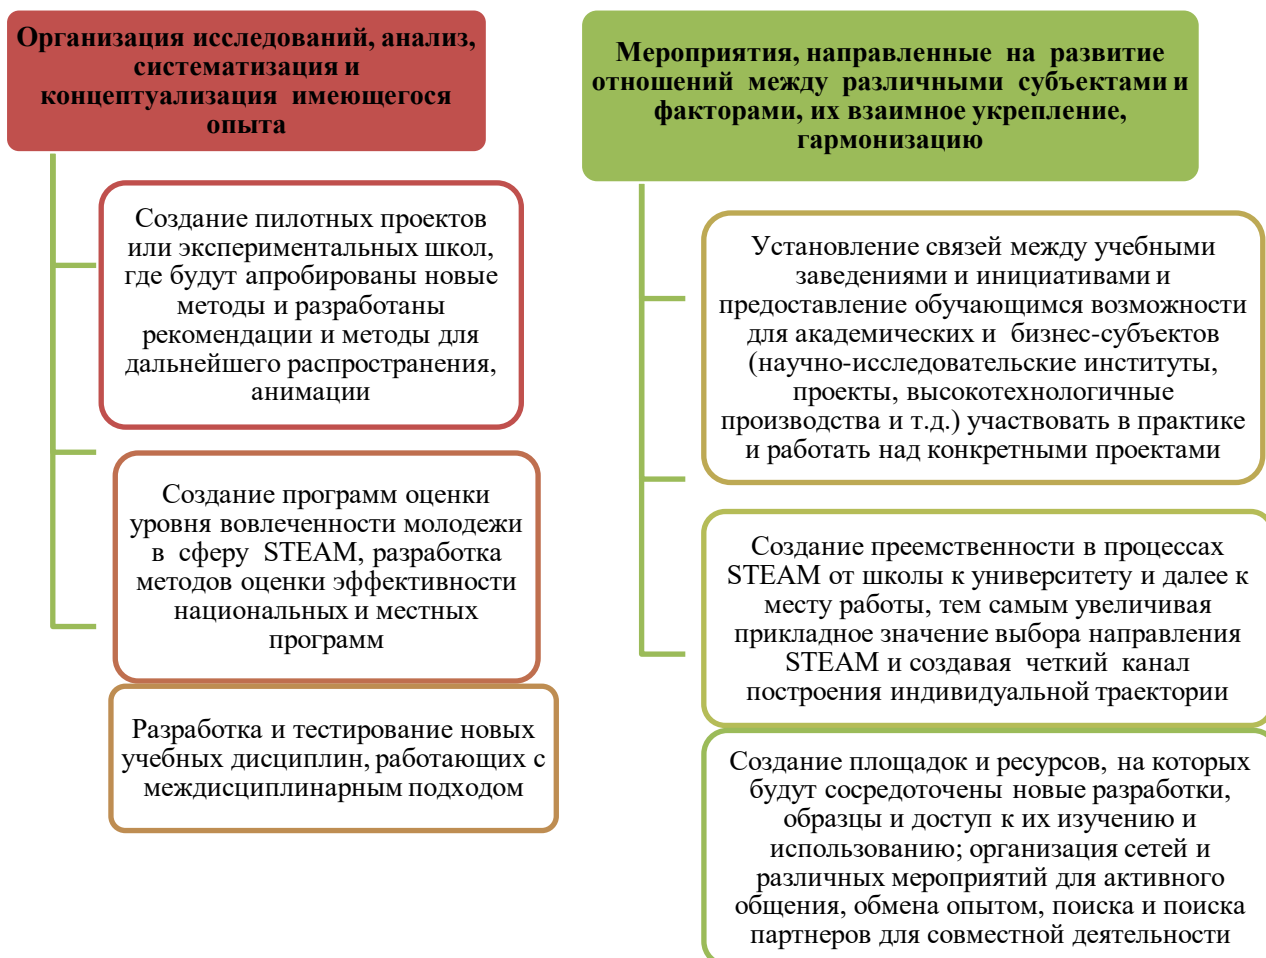 Организация исследований, анализ,
систематизация и
концептуализация имеющегося
опыта
Создание пилотных проектов
или экспериментальных школ,
где будут апробированы новые
методы и разработаны
рекомендации и методы для
дальнейшего распространения,
анимации
Создание программ оценки
уровня вовлеченности молодежи
в сферу STEAM, разработка
методов оценки эффективности
национальных и местных
программ
Разработка и тестирование новых
учебных дисциплин, работающих с
междисциплинарным подходом
Мероприятия, направленные на развитие
отношений между различными субъектами и
факторами, их взаимное укрепление,
гармонизацию
Установление связей между учебными
заведениями и инициативами и
предоставление обучающимся возможности
для академических и бизнес-субъектов
(научно-исследовательские институты,
проекты, высокотехнологичные
производства и т.д.) участвовать в практике
и работать над конкретными проектами
Создание преемственности в процессах
STEAM от школы к университету и далее к
месту работы, тем самым увеличивая
прикладное значение выбора направления
STEAM и создавая четкий канал
построения индивидуальной траектории
Создание площадок и ресурсов, на которых
будут сосредоточены новые разработки,
образцы и доступ к их изучению и
использованию; организация сетей и
различных мероприятий для активного
общения, обмена опытом, поиска и поиска
партнеров для совместной деятельности